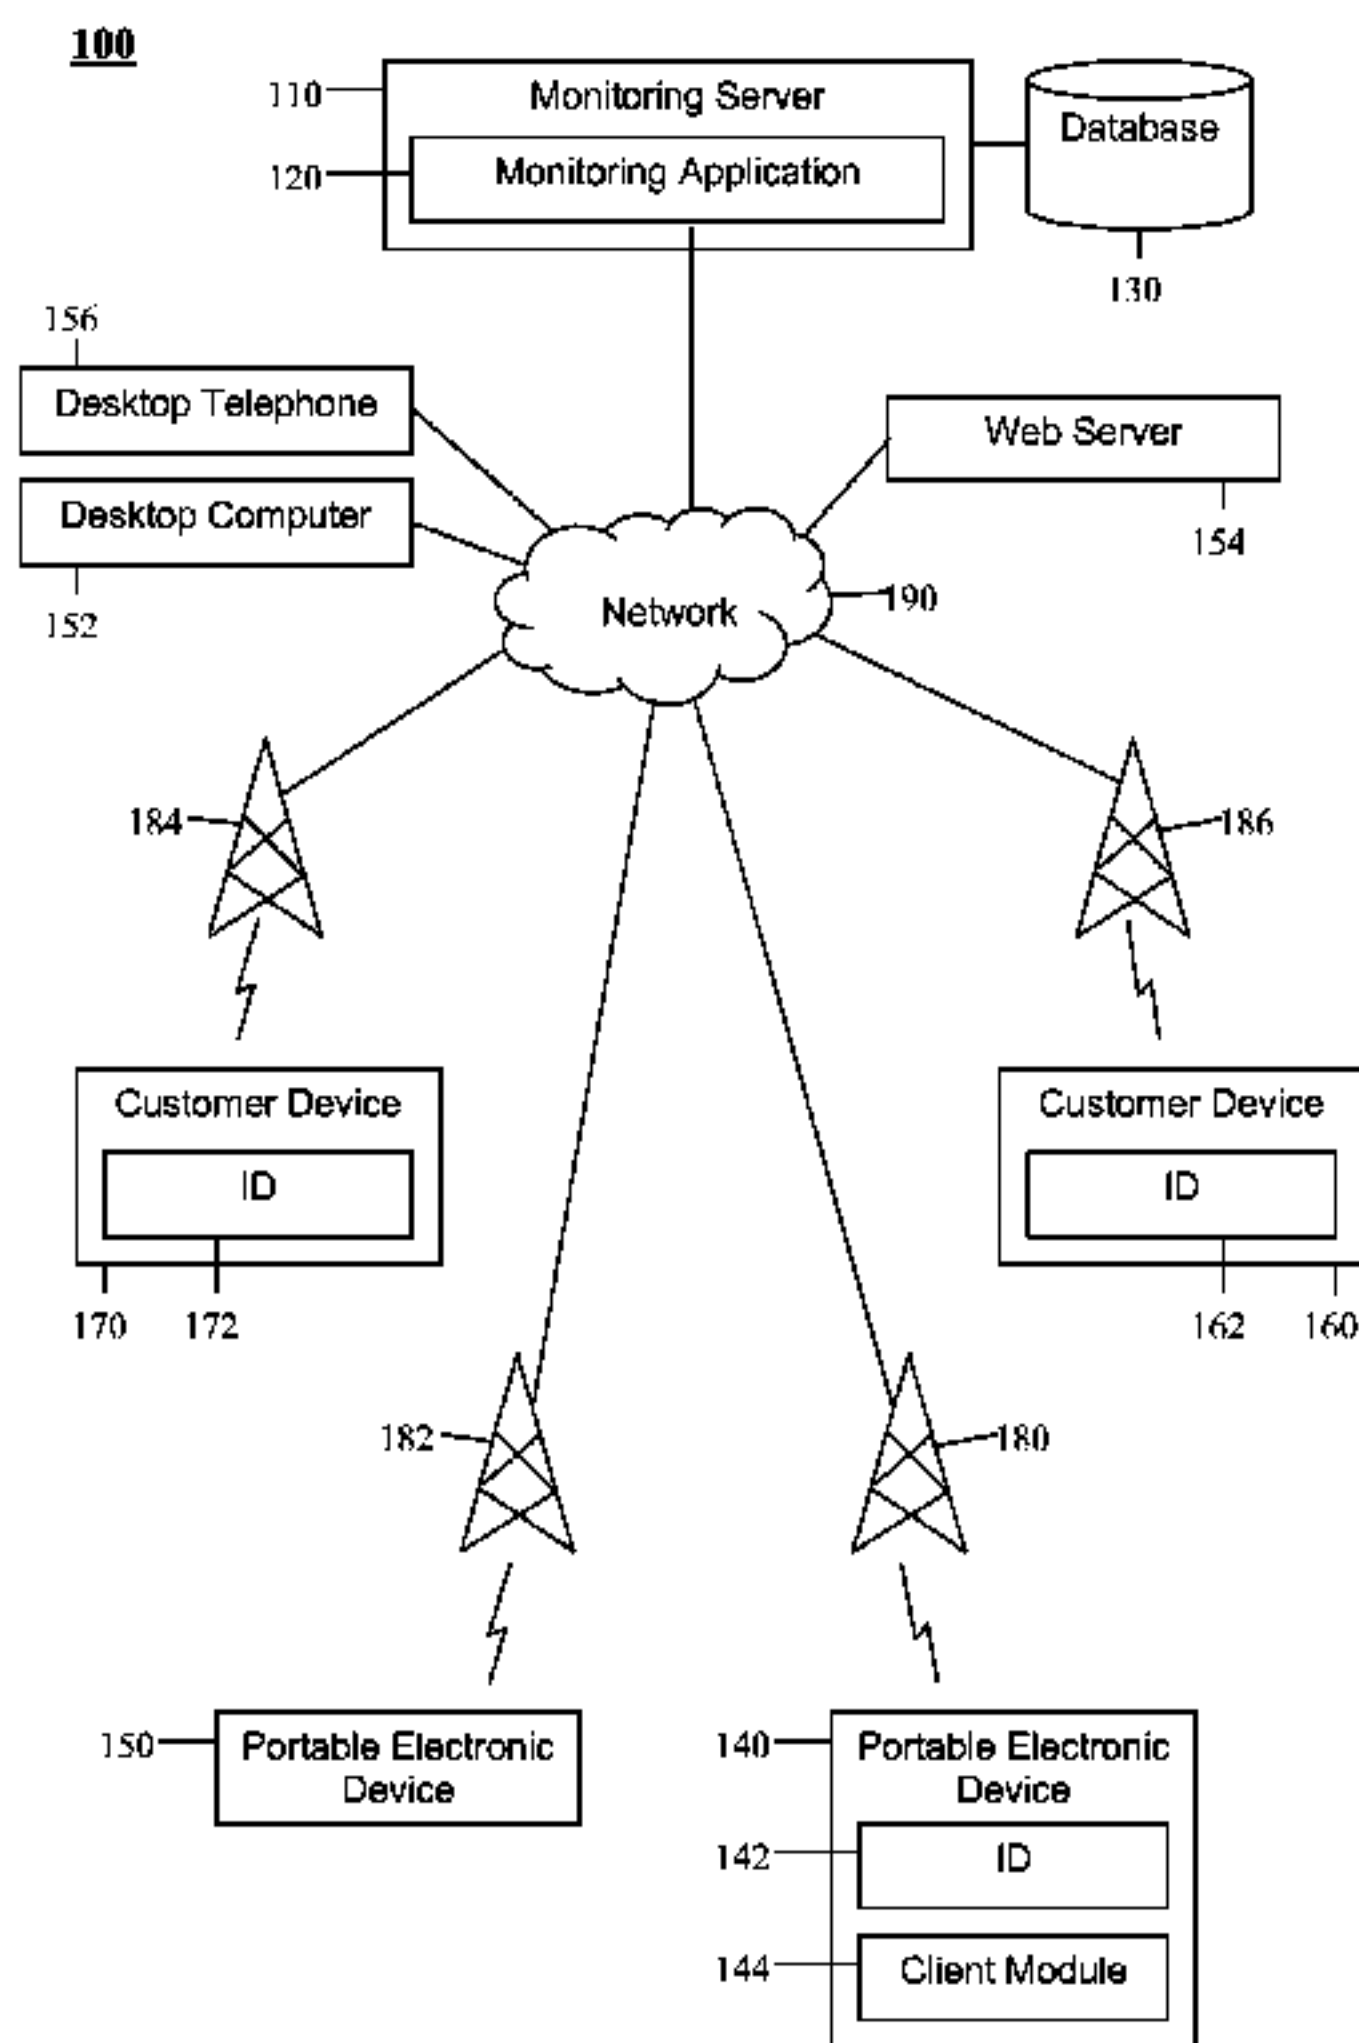 100
110
Monitoring Server
Database
120
Monitoring Application
130
156
Desktop Telephone
Web Server
Desktop Computer
154
152
Network
190
184
186
Customer Device
ID
170
172
Customer Device
ID
162
160
182
180
150
Portable Electronic
Device
140
Portable Electronic
Device
142
ID
144
Client Module